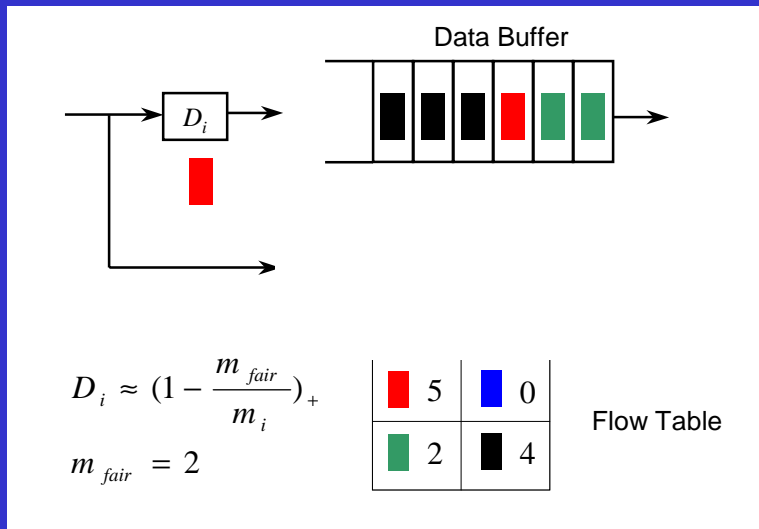 Data Buffer
D_i
D_i ≈ (1 − m_fair / m_i)_+
m_fair = 2
5 0
2 4
Flow Table